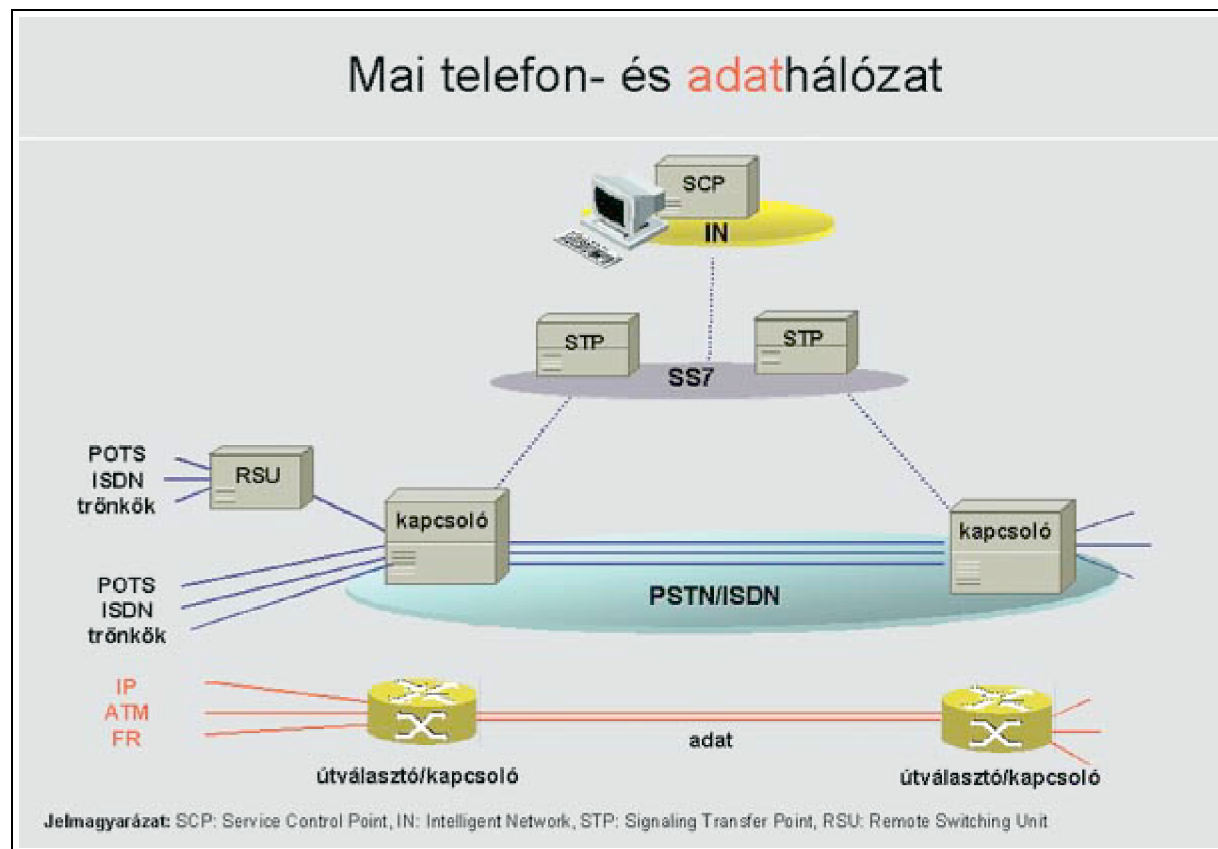 Mai telefon- és adathálózat
SCP
IN
STP
STP
SS7
POTS
ISDN
trönkök
RSU
kapcsoló
kapcsoló
POTS
ISDN
trönkök
PSTN/ISDN
IP
ATM
FR
adat
útválasztó/kapcsoló
útválasztó/kapcsoló
Jelmagyarázat: SCP: Service Control Point, IN: Intelligent Network, STP: Signaling Transfer Point, RSU: Remote Switching Unit